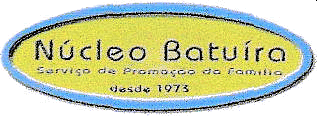 Núcleo Batuíra
Serviço de Promoção da Família
desde 1973